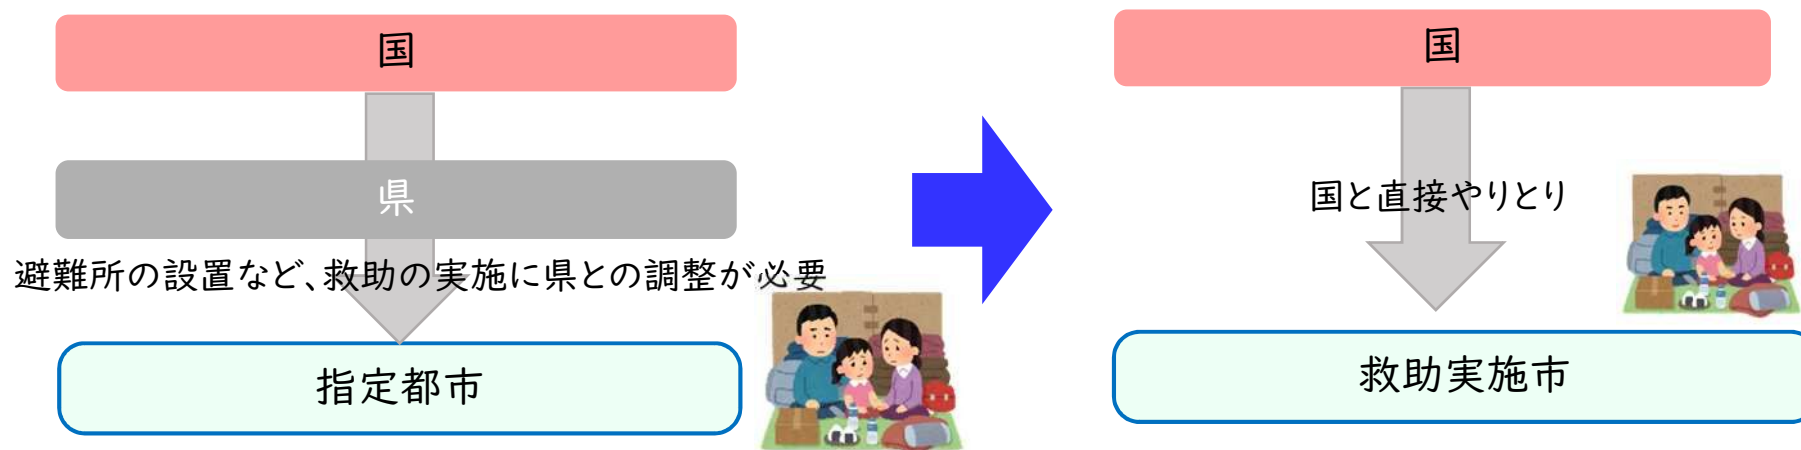 国
県
避難所の設置など、救助の実施に県との調整が必要
指定都市
国
国と直接やりとり
救助実施市